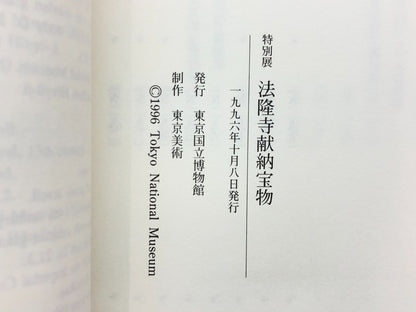 特別展 法隆寺献納宝物
一九九六年十月八日発行
発行 東京国立博物館
制作 東京美術
©1996 Tokyo National Museum